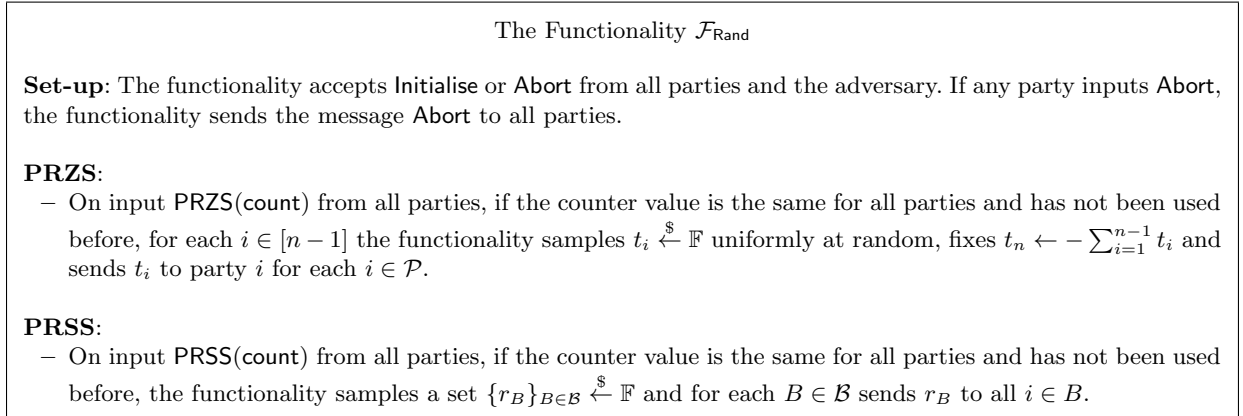 The Functionality 𝓕_Rand
Set-up: The functionality accepts Initialise or Abort from all parties and the adversary. If any party inputs Abort,
the functionality sends the message Abort to all parties.
PRZS:
– On input PRZS(count) from all parties, if the counter value is the same for all parties and has not been used
before, for each i ∈ [n − 1] the functionality samples t_i ←$ 𝔽 uniformly at random, fixes t_n ← − ∑_{i=1}^{n−1} t_i and
sends t_i to party i for each i ∈ 𝒫.
PRSS:
– On input PRSS(count) from all parties, if the counter value is the same for all parties and has not been used
before, the functionality samples a set {r_B}_{B∈ℬ} ←$ 𝔽 and for each B ∈ ℬ sends r_B to all i ∈ B.